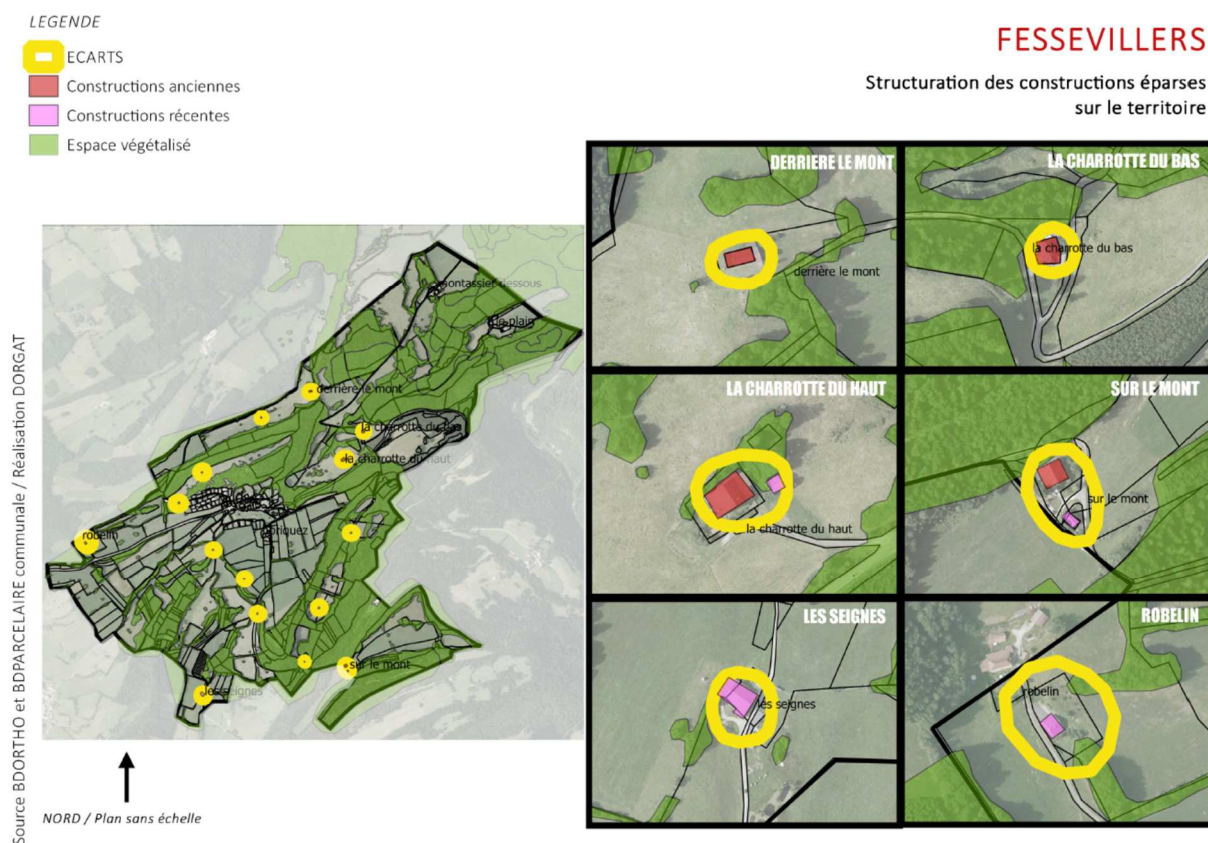 LEGENDE
ECARTS
Constructions anciennes
Constructions récentes
Espace végétalisé
FESSEVILLERS
Structuration des constructions éparses
sur le territoire
Source BDORTHO et BDPARCELAIRE communale / Réalisation DORGAT
montassier dessous
le plain
derrière le mont
la charrotte du bas
la charrotte du haut
robelin
sur le mont
les seignes
NORD / Plan sans échelle
DERRIERE LE MONT
derrière le mont
LA CHARROTTE DU BAS
la charrotte du bas
LA CHARROTTE DU HAUT
la charrotte du haut
SUR LE MONT
sur le mont
LES SEIGNES
les seignes
ROBELIN
robelin